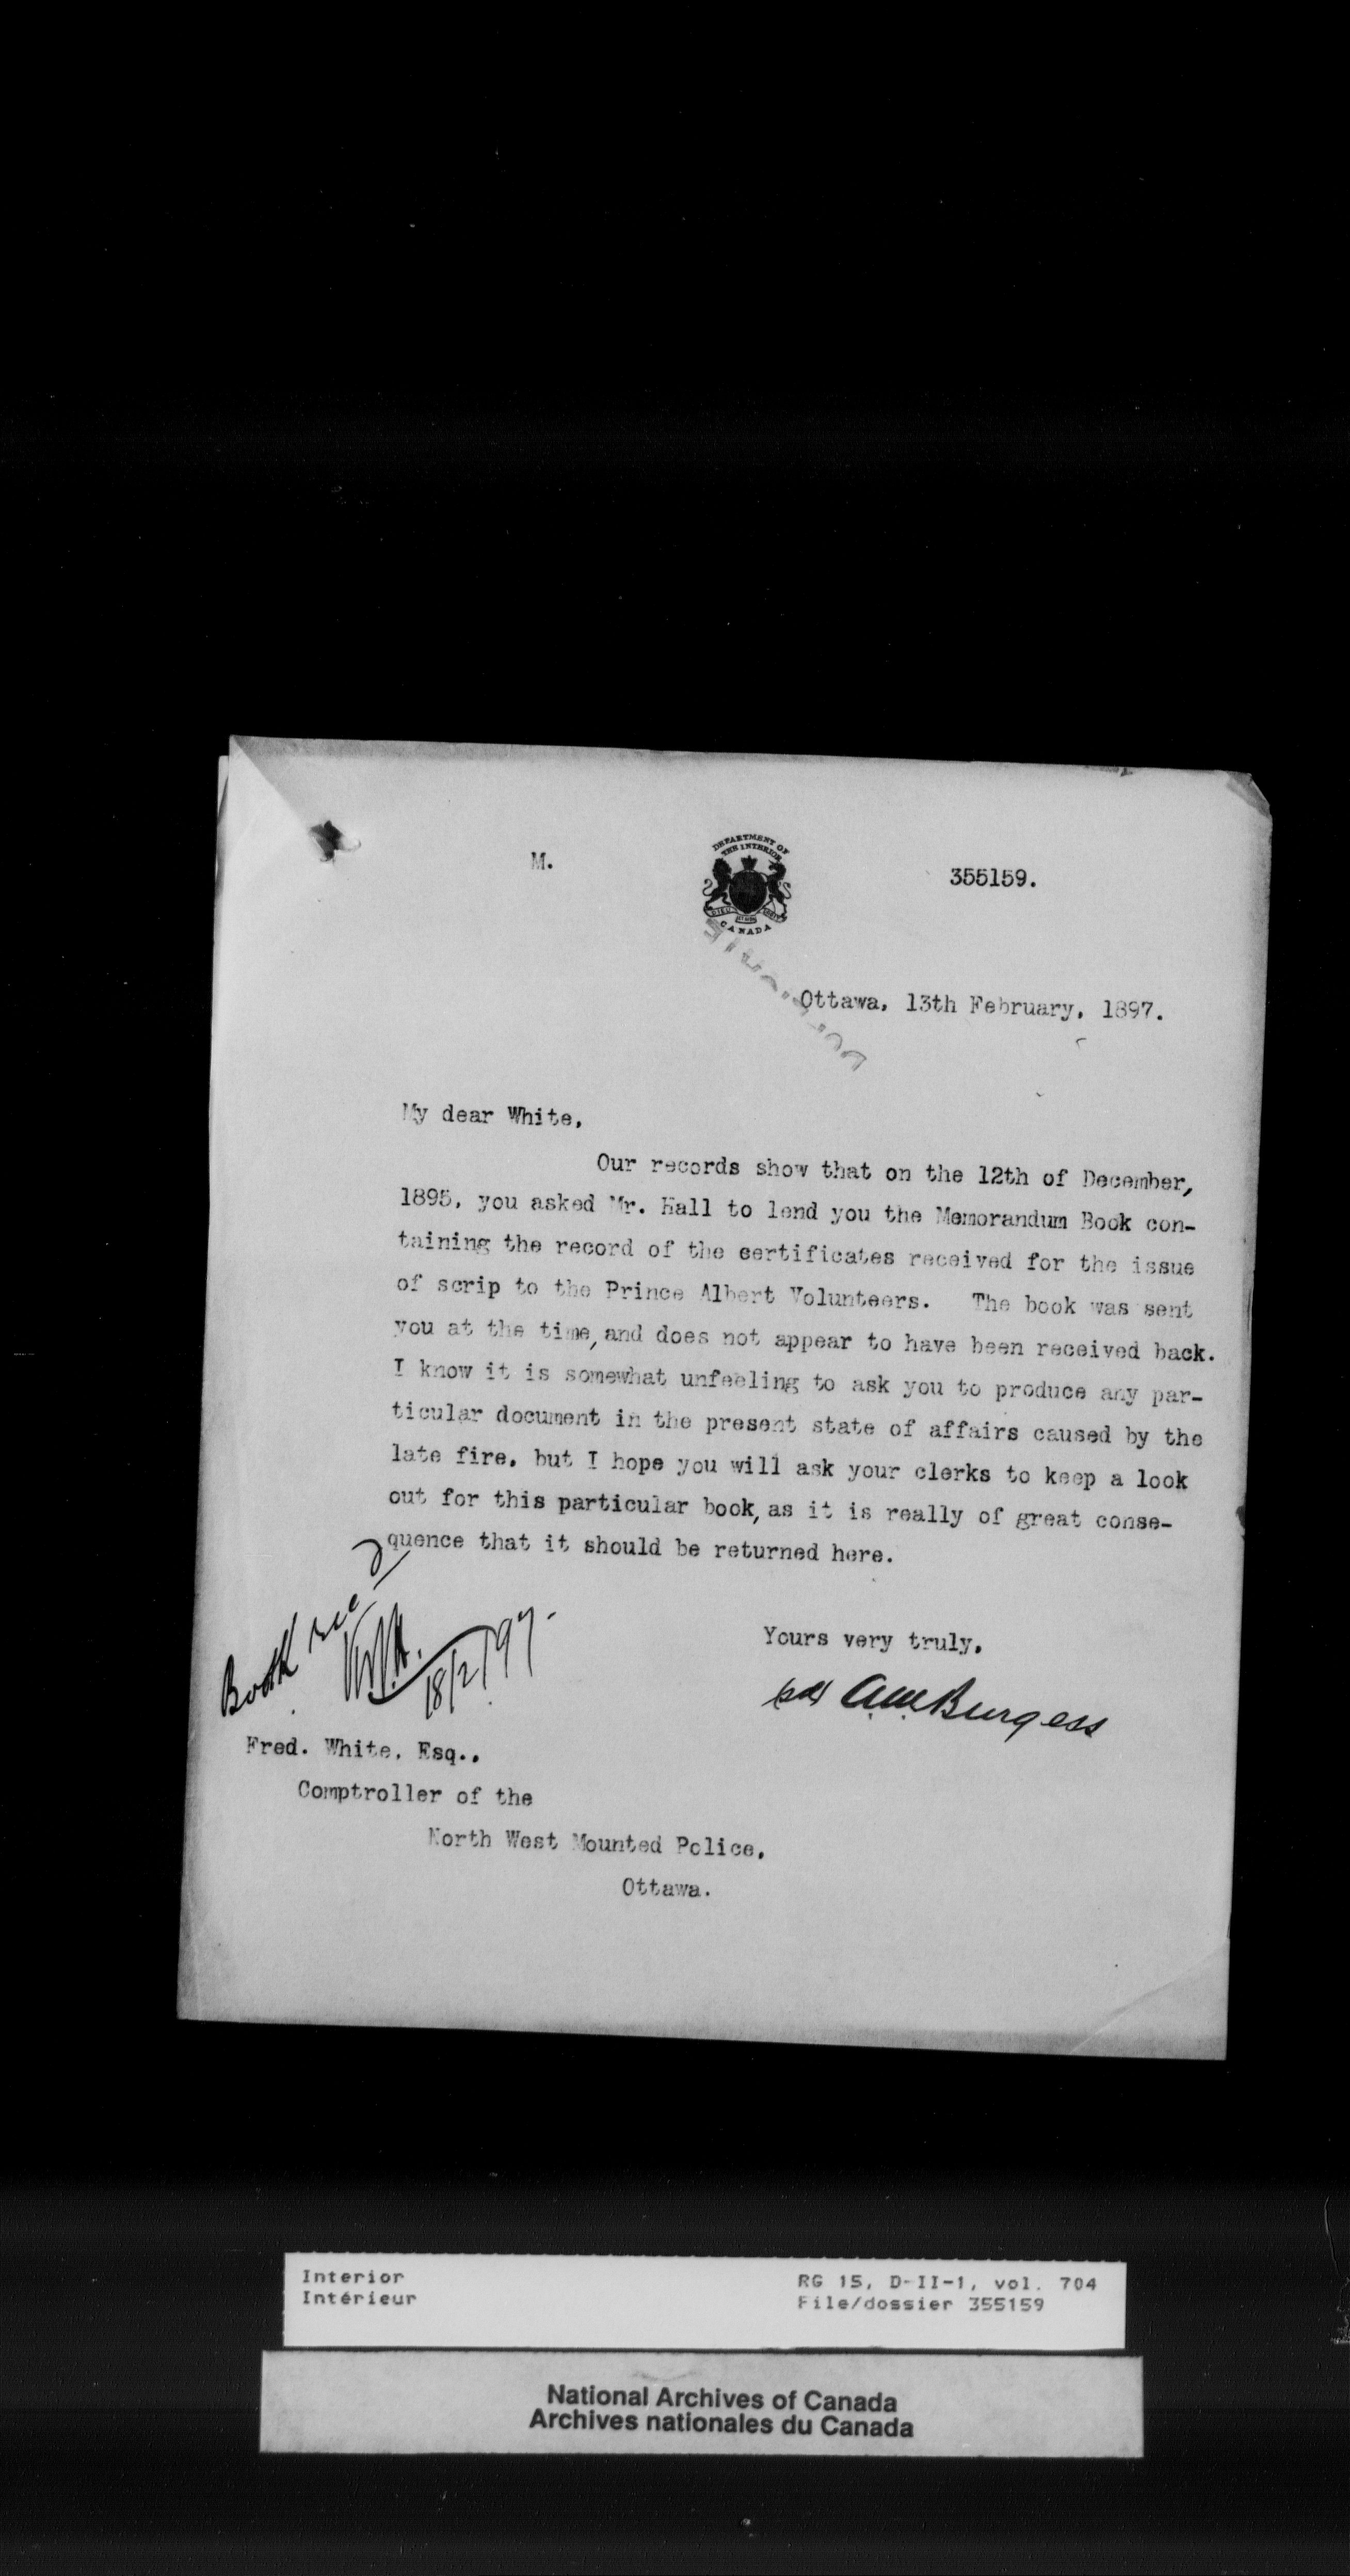 M.
DEPARTMENT OF
THE INTERIOR
CANADA
355159.
Ottawa, 13th February, 1897.
My dear White,
Our records show that on the 12th of December,
1895, you asked Mr. Hall to lend you the Memorandum Book con-
taining the record of the certificates received for the issue
of scrip to the Prince Albert Volunteers. The book was sent
you at the time, and does not appear to have been received back.
I know it is somewhat unfeeling to ask you to produce any par-
ticular document in the present state of affairs caused by the
late fire, but I hope you will ask your clerks to keep a look
out for this particular book, as it is really of great conse-
quence that it should be returned here.
Book rec'd
18/2/97.
Yours very truly,
A.M. Burgess
Fred. White, Esq.,
Comptroller of the
North West Mounted Police,
Ottawa.
Interior
Intérieur
RG 15, D-II-1, vol. 704
File/dossier 355159
National Archives of Canada
Archives nationales du Canada